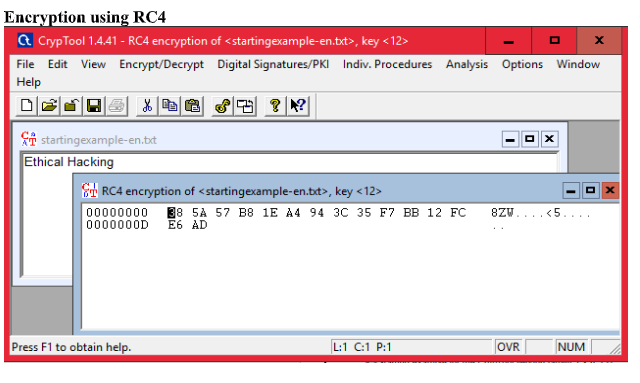 Encryption using RC4
CrypTool 1.4.41 - RC4 encryption of <startingexample-en.txt>, key <12>
File Edit View Encrypt/Decrypt Digital Signatures/PKI Indiv. Procedures Analysis Options Window
Help
startingexample-en.txt
Ethical Hacking
RC4 encryption of <startingexample-en.txt>, key <12>
00000000 38 5A 57 B8 1E A4 94 3C 35 F7 BB 12 FC 8ZW....<5....
0000000D E6 AD ..
Press F1 to obtain help. L:1 C:1 P:1 OVR NUM